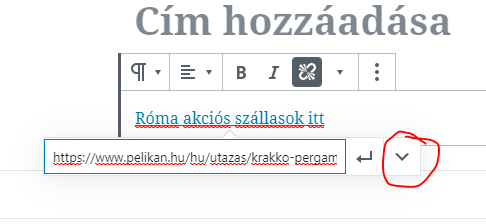 Cím hozzáadása
B I
Róma akciós szállasok itt
https://www.pelikan.hu/hu/utazas/krakko-pergam